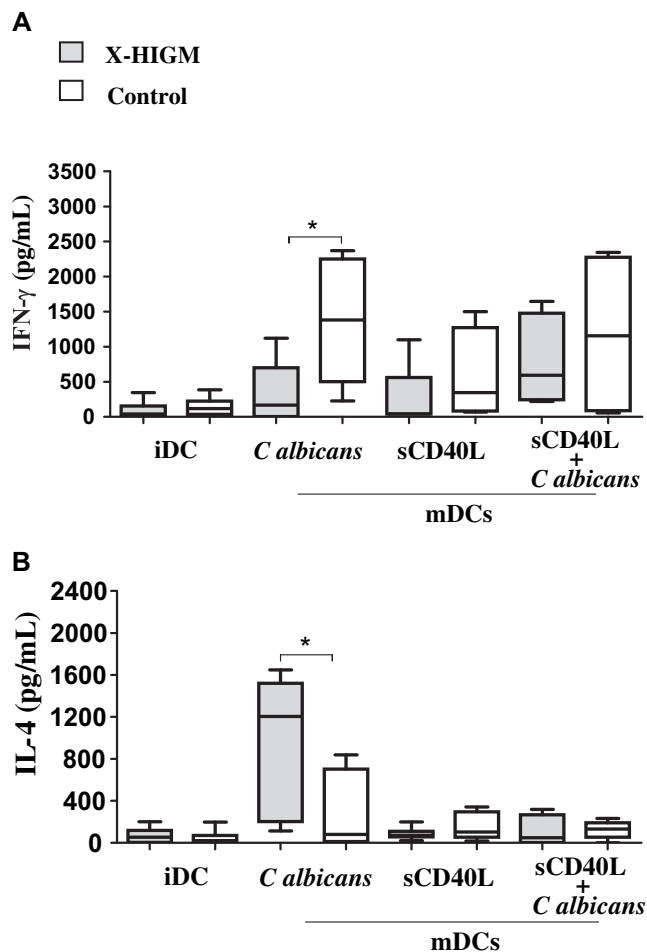 A
X-HIGM
Control
3500
3000
2500
2000
1500
1000
500
0
IFN-γ (pg/mL)
*
iDC
C albicans
sCD40L
sCD40L
+
C albicans
mDCs
B
2400
2000
1600
1200
800
400
0
IL-4 (pg/mL)
*
iDC
C albicans
sCD40L
sCD40L
+
C albicans
mDCs